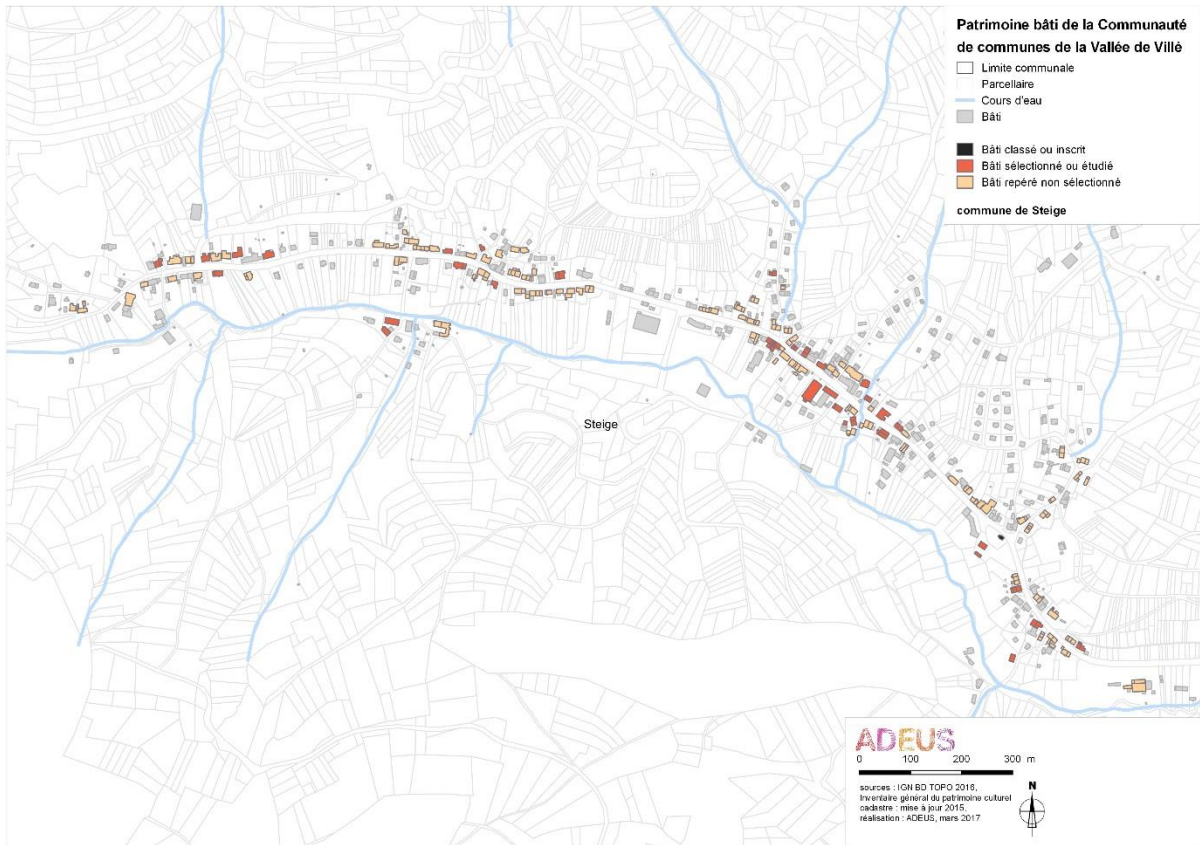 Patrimoine bâti de la Communauté
de communes de la Vallée de Villé
Limite communale
Parcellaire
Cours d'eau
Bâti
Bâti classé ou inscrit
Bâti sélectionné ou étudié
Bâti repéré non sélectionné
commune de Steige
Steige
ADEUS
0 100 200 300 m
sources : IGN BD TOPO 2016,
Inventaire général du patrimoine culturel
cadastre : mise à jour 2015,
réalisation : ADEUS, mars 2017
N